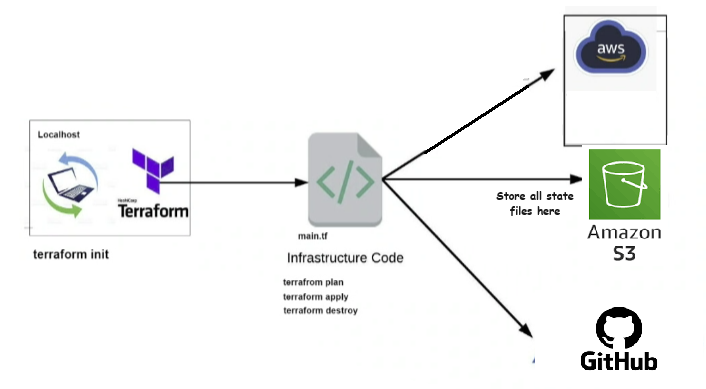 Localhost
HashiCorp
Terraform
terraform init
main.tf
Infrastructure Code
terrafrom plan
terraform apply
terraform destroy
aws
Store all state
files here
Amazon
S3
GitHub